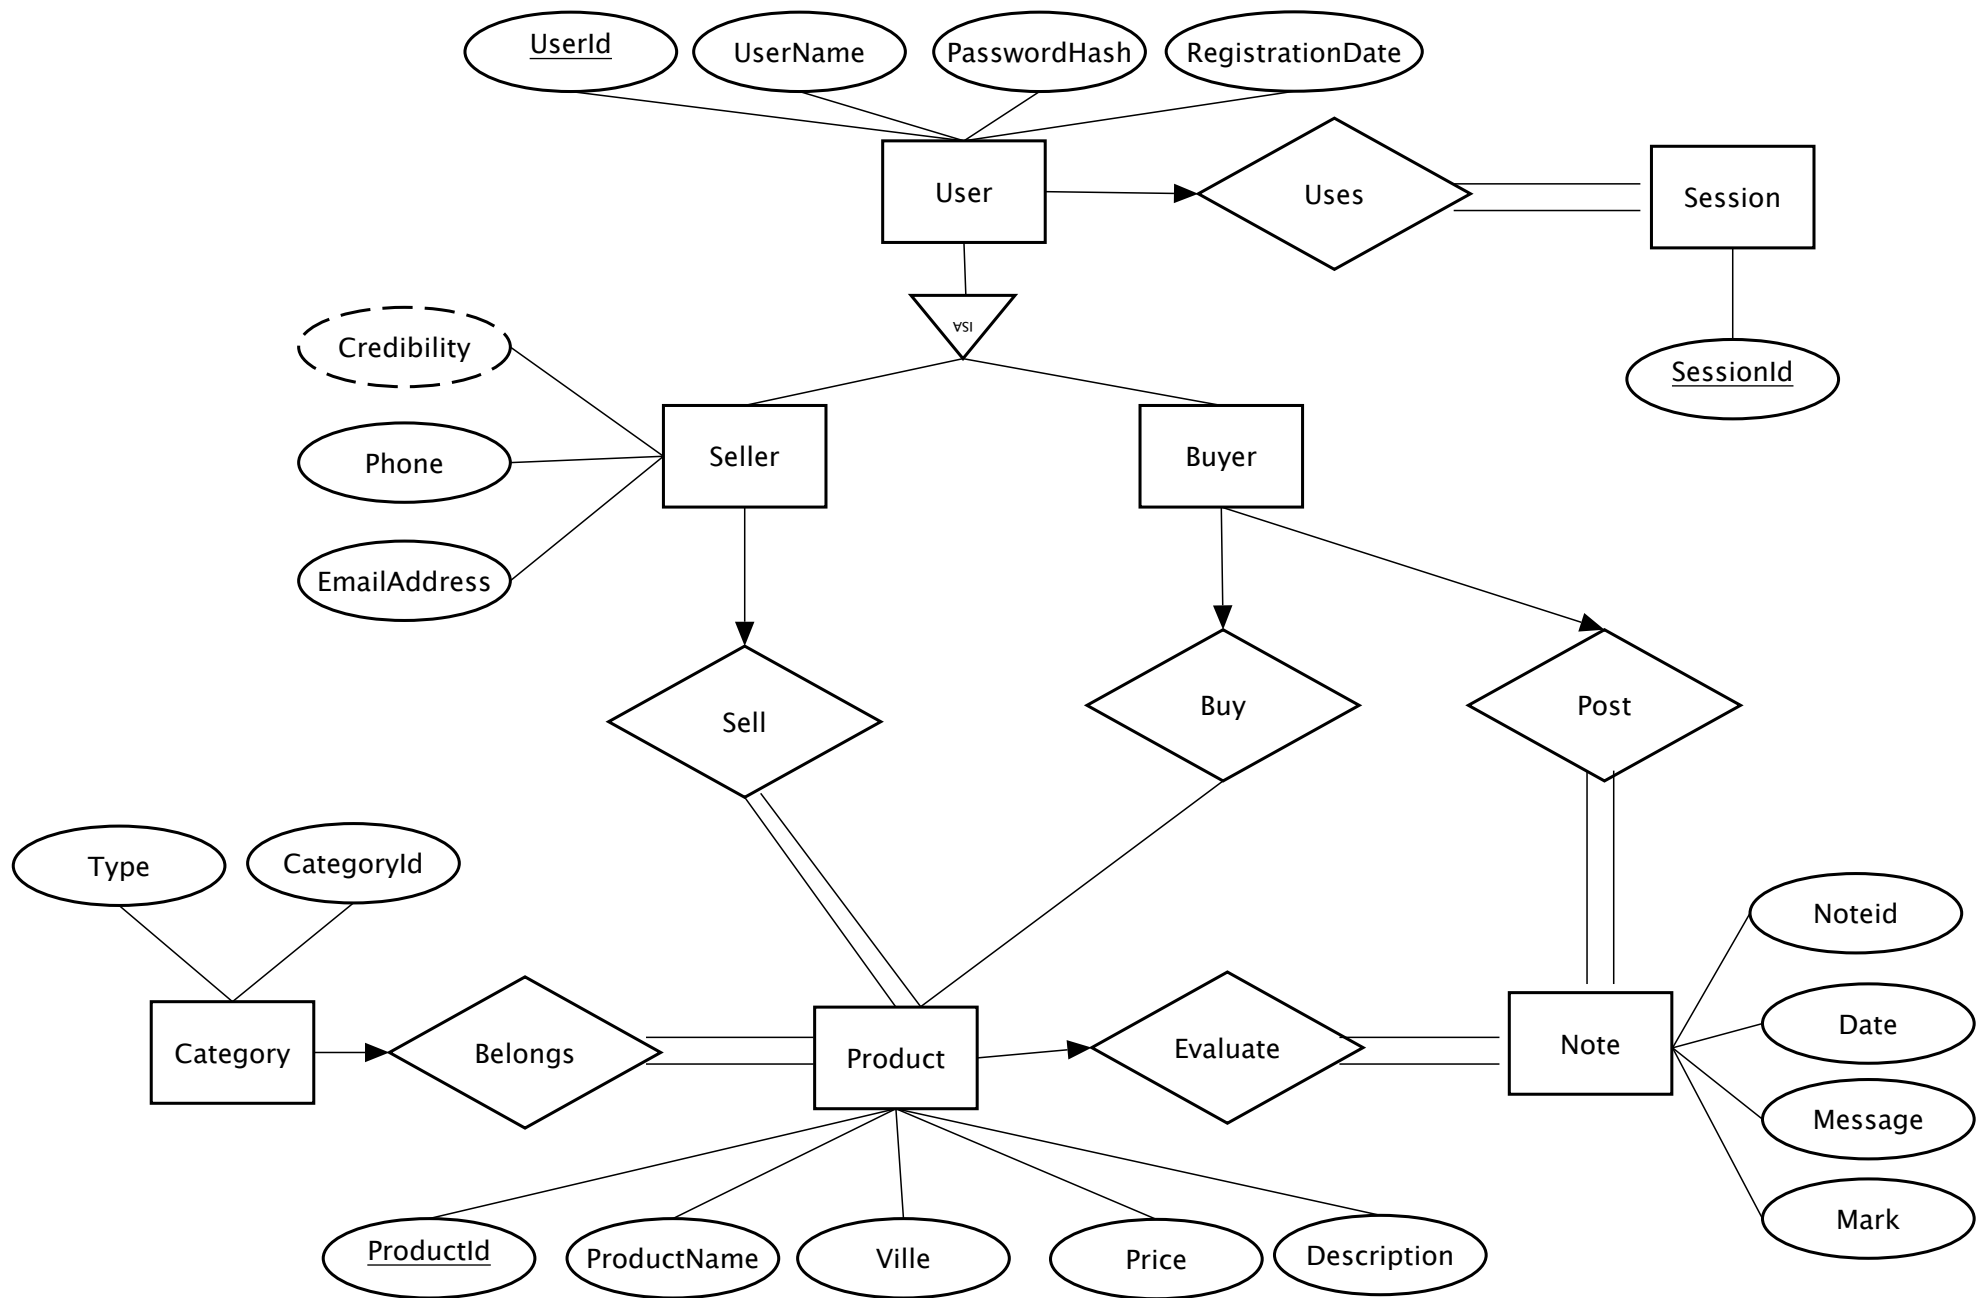 UserId
UserName
PasswordHash
RegistrationDate
User
Uses
Session
ISA
SessionId
Credibility
Phone
EmailAddress
Seller
Buyer
Sell
Buy
Post
Type
CategoryId
Noteid
Category
Belongs
Product
Evaluate
Note
Date
Message
Mark
ProductId
ProductName
Ville
Price
Description